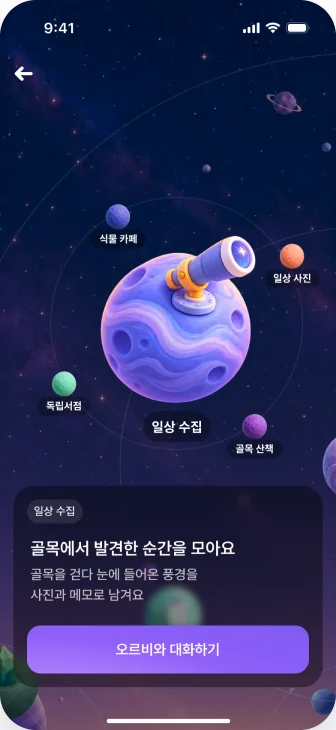 9:41
식물 카페
일상 사진
독립서점
일상 수집
골목 산책
일상 수집
골목에서 발견한 순간을 모아요
골목을 걷다 눈에 들어온 풍경을
사진과 메모로 남겨요
오르비와 대화하기